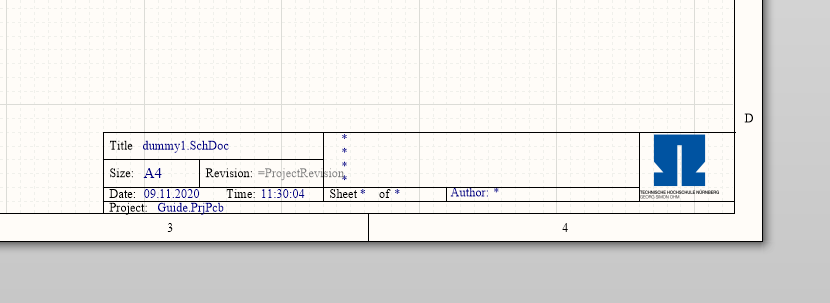 D
Title dummy1.SchDoc
*
*
*
*
Size: A4 Revision: =ProjectRevision
Date: 09.11.2020 Time: 11:30:04 Sheet * of * Author: *
Project: Guide.PrjPcb
TECHNISCHE HOCHSCHULE NÜRNBERG
GEORG SIMON OHM
3 4